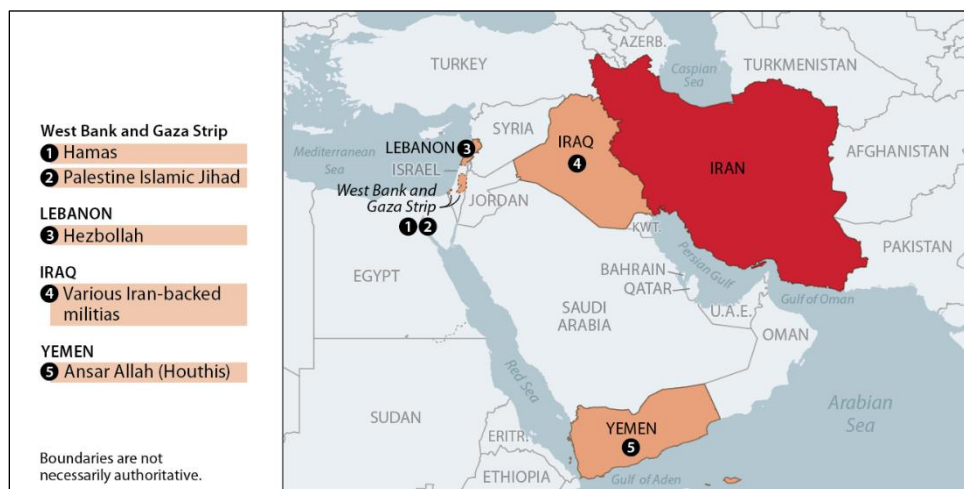 West Bank and Gaza Strip
1 Hamas
2 Palestine Islamic Jihad
LEBANON
3 Hezbollah
IRAQ
4 Various Iran-backed
militias
YEMEN
5 Ansar Allah (Houthis)
Boundaries are not
necessarily authoritative.
AZERB.
TURKEY
Caspian
Sea
TURKMENISTAN
SYRIA
Mediterranean
Sea
LEBANON 3
IRAQ
4
AFGHANISTAN
ISRAEL
IRAN
West Bank and
Gaza Strip
1 2
JORDAN
KWT.
PAKISTAN
EGYPT
BAHRAIN
QATAR
Persian Gulf
Gulf of Oman
U.A.E.
SAUDI
ARABIA
OMAN
Red Sea
SUDAN
Arabian
Sea
ERITR.
YEMEN
5
ETHIOPIA
Gulf of Aden